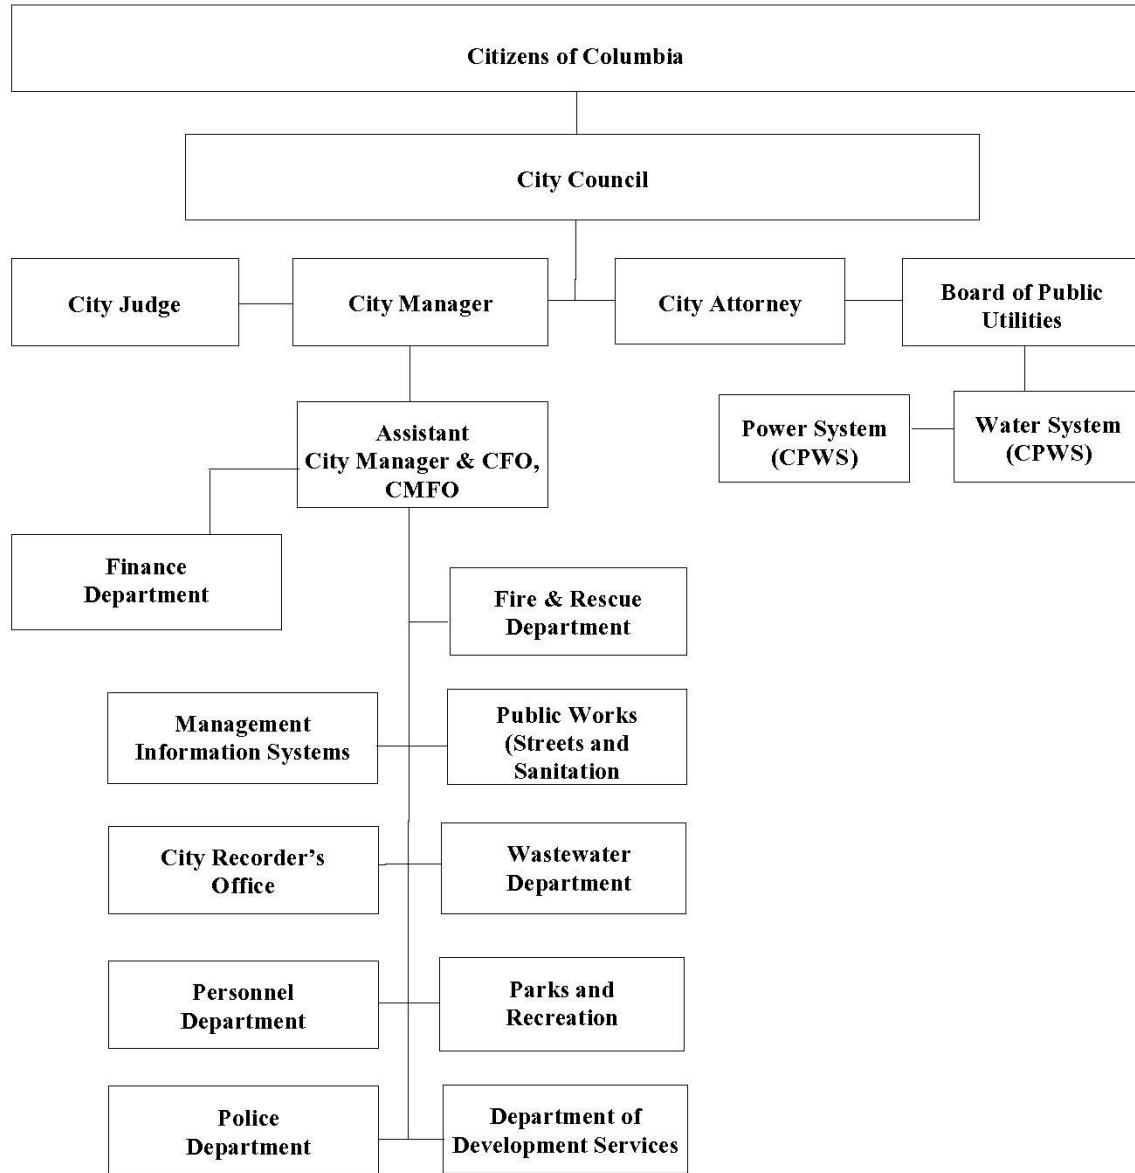 Citizens of Columbia
City Council
City Judge
City Manager
City Attorney
Board of Public
Utilities
Assistant
City Manager & CFO,
CMFO
Power System
(CPWS)
Water System
(CPWS)
Finance
Department
Fire & Rescue
Department
Management
Information Systems
Public Works
(Streets and
Sanitation
City Recorder’s
Office
Wastewater
Department
Personnel
Department
Parks and
Recreation
Police
Department
Department of
Development Services